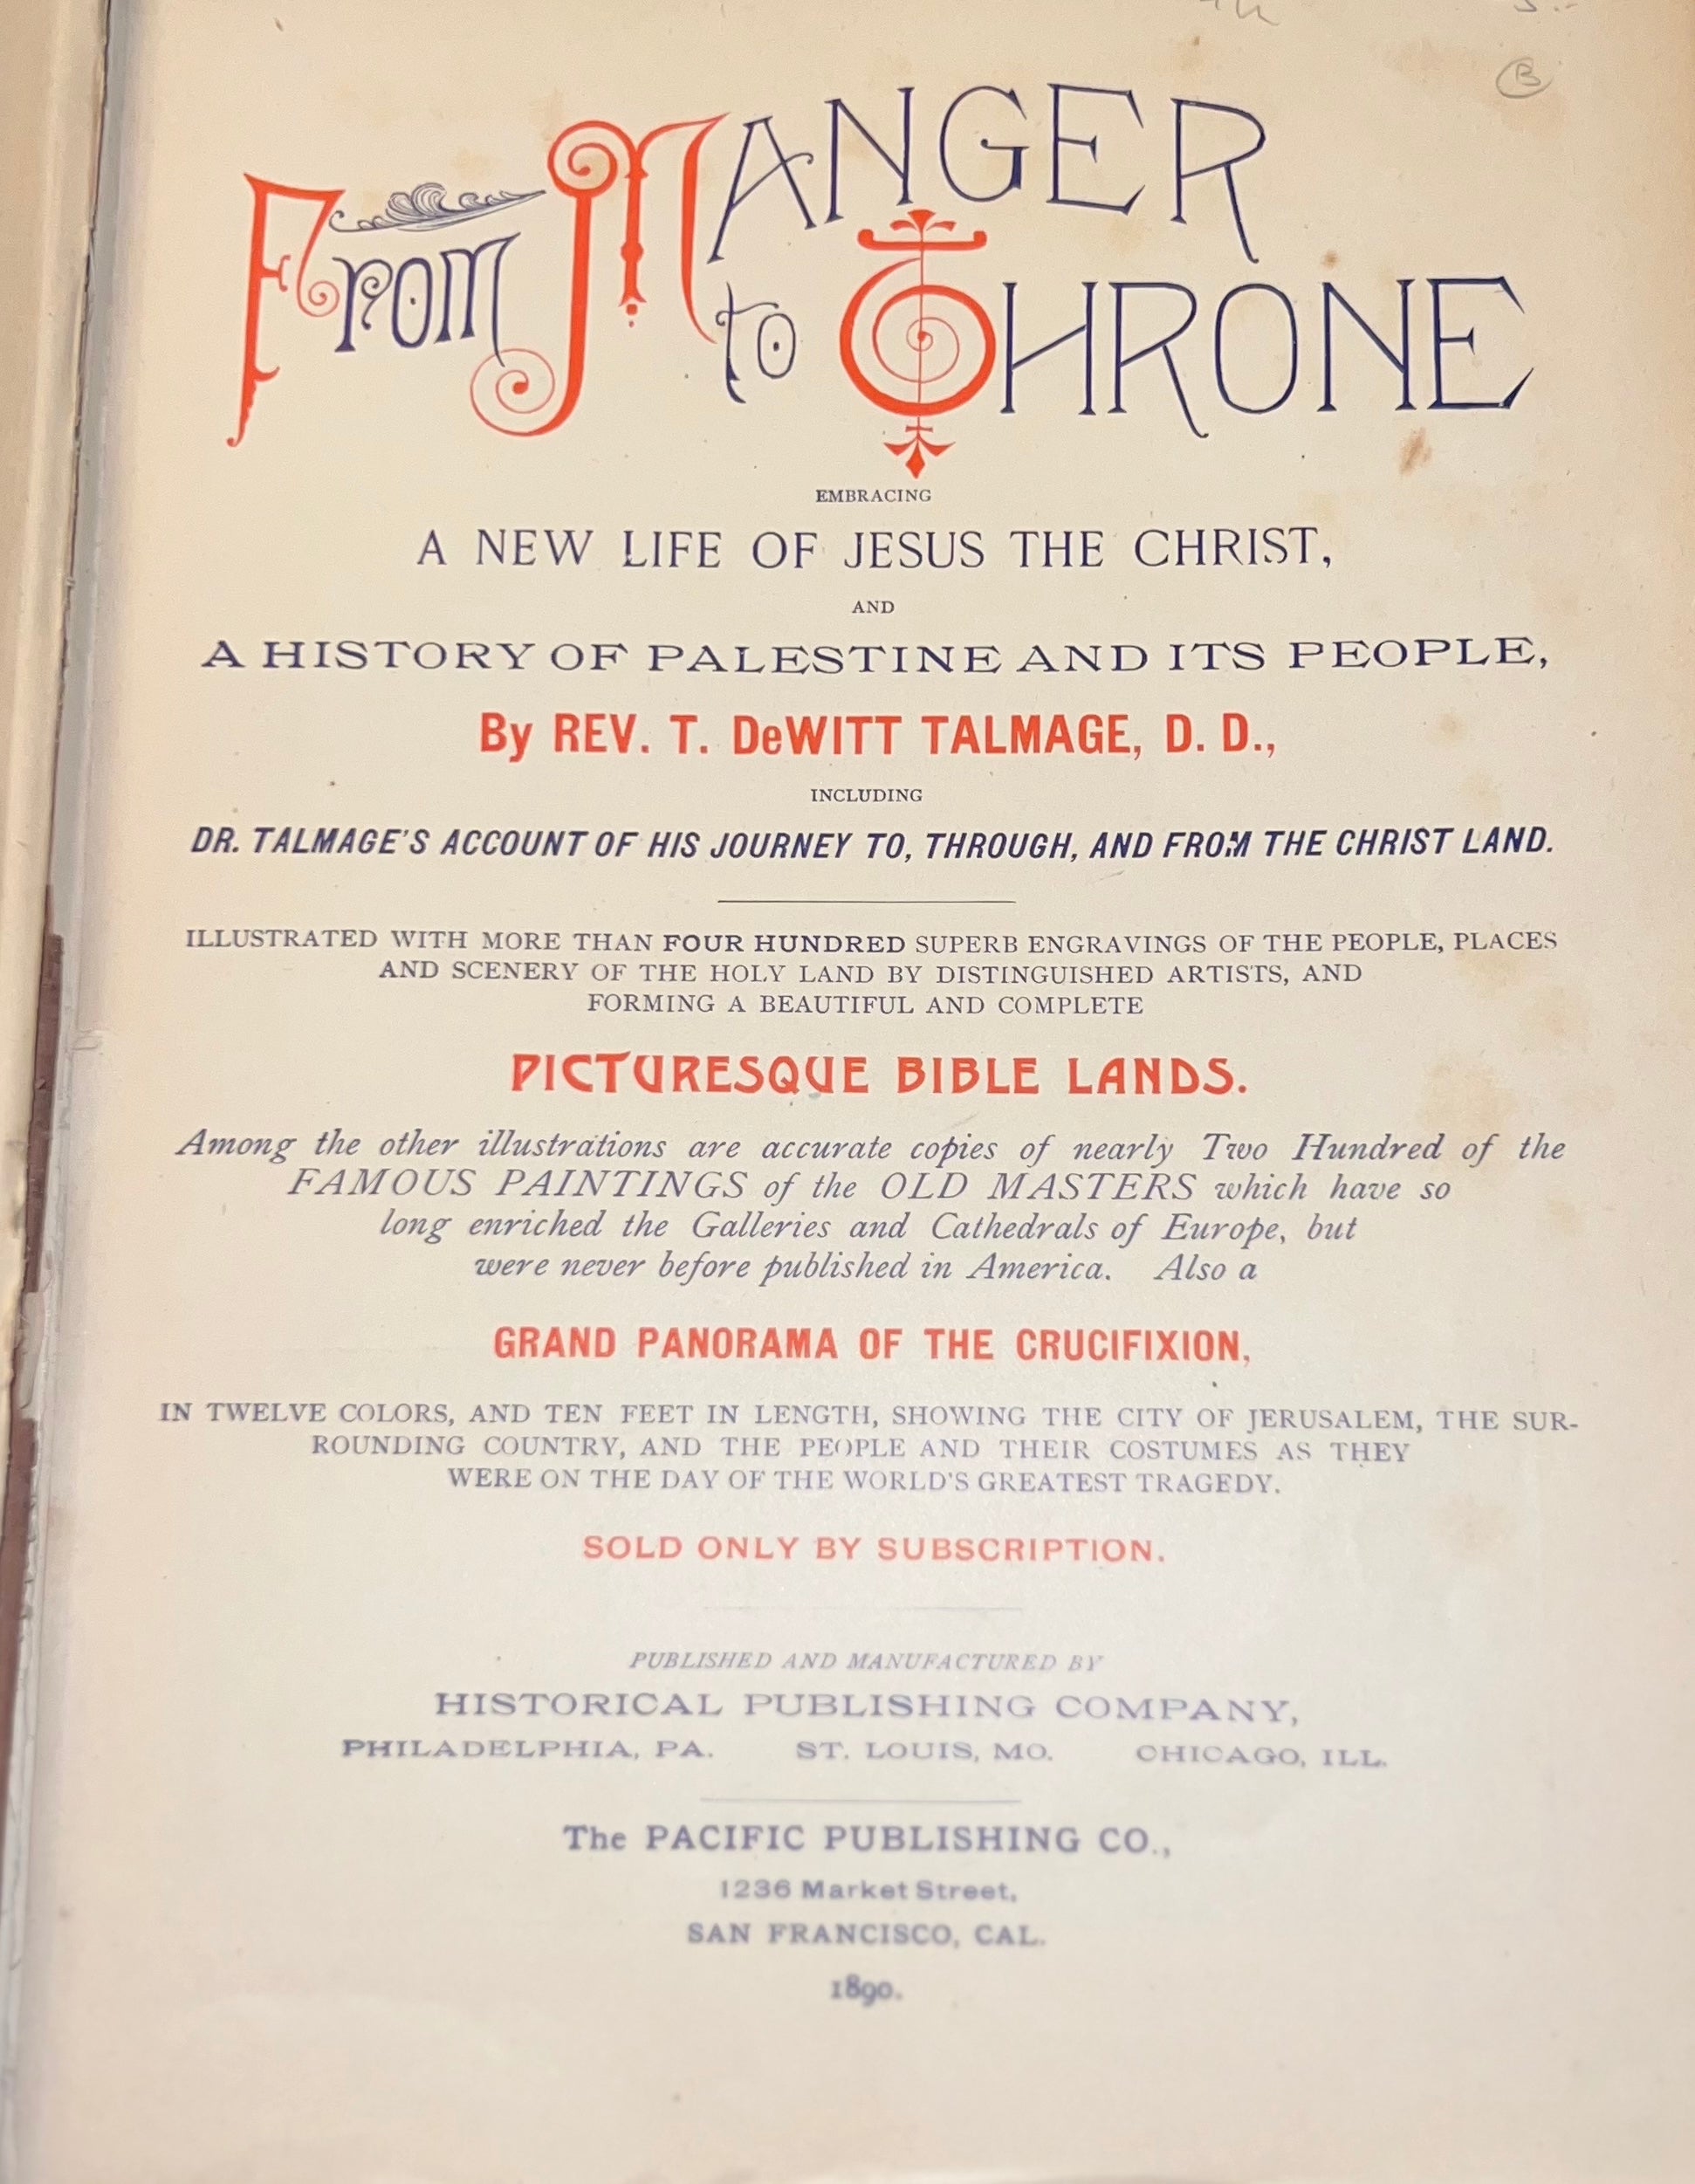 From MANGER
to THRONE
EMBRACING
A NEW LIFE OF JESUS THE CHRIST,
AND
A HISTORY OF PALESTINE AND ITS PEOPLE,
By REV. T. DeWITT TALMAGE, D. D.,
INCLUDING
DR. TALMAGE'S ACCOUNT OF HIS JOURNEY TO, THROUGH, AND FROM THE CHRIST LAND.
ILLUSTRATED WITH MORE THAN FOUR HUNDRED SUPERB ENGRAVINGS OF THE PEOPLE, PLACES
AND SCENERY OF THE HOLY LAND BY DISTINGUISHED ARTISTS, AND
FORMING A BEAUTIFUL AND COMPLETE
PICTURESQUE BIBLE LANDS.
Among the other illustrations are accurate copies of nearly Two Hundred of the
FAMOUS PAINTINGS of the OLD MASTERS which have so
long enriched the Galleries and Cathedrals of Europe, but
were never before published in America. Also a
GRAND PANORAMA OF THE CRUCIFIXION,
IN TWELVE COLORS, AND TEN FEET IN LENGTH, SHOWING THE CITY OF JERUSALEM, THE SUR-
ROUNDING COUNTRY, AND THE PEOPLE AND THEIR COSTUMES AS THEY
WERE ON THE DAY OF THE WORLD'S GREATEST TRAGEDY.
SOLD ONLY BY SUBSCRIPTION.
PUBLISHED AND MANUFACTURED BY
HISTORICAL PUBLISHING COMPANY,
PHILADELPHIA, PA. ST. LOUIS, MO. CHICAGO, ILL.
The PACIFIC PUBLISHING CO.,
1236 Market Street,
SAN FRANCISCO, CAL.
1890.